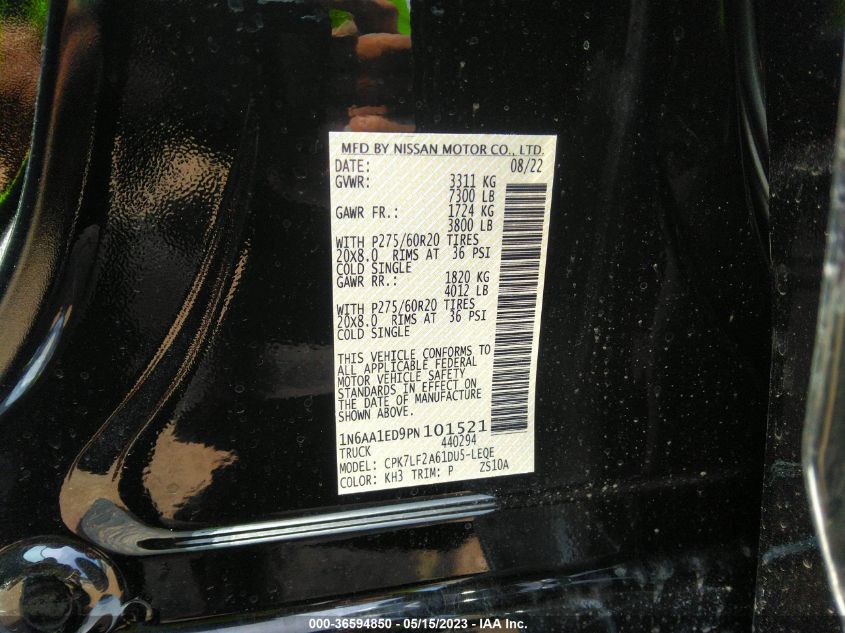 MFD BY NISSAN MOTOR CO., LTD.
DATE: 08/22
GVWR: 3311 KG
7300 LB
GAWR FR.: 1724 KG
3800 LB
WITH P275/60R20 TIRES
20X8.0 RIMS AT 36 PSI
COLD SINGLE
GAWR RR.: 1820 KG
4012 LB
WITH P275/60R20 TIRES
20X8.0 RIMS AT 36 PSI
COLD SINGLE
THIS VEHICLE CONFORMS TO
ALL APPLICABLE FEDERAL
MOTOR VEHICLE SAFETY
STANDARDS IN EFFECT ON
THE DATE OF MANUFACTURE
SHOWN ABOVE.
1N6AA1ED9PN101521
TRUCK 440294
MODEL: CPK7LF2A61DU5-LEQE
COLOR: KH3 TRIM: P ZS10A
000-36594850 - 05/15/2023 - IAA Inc.